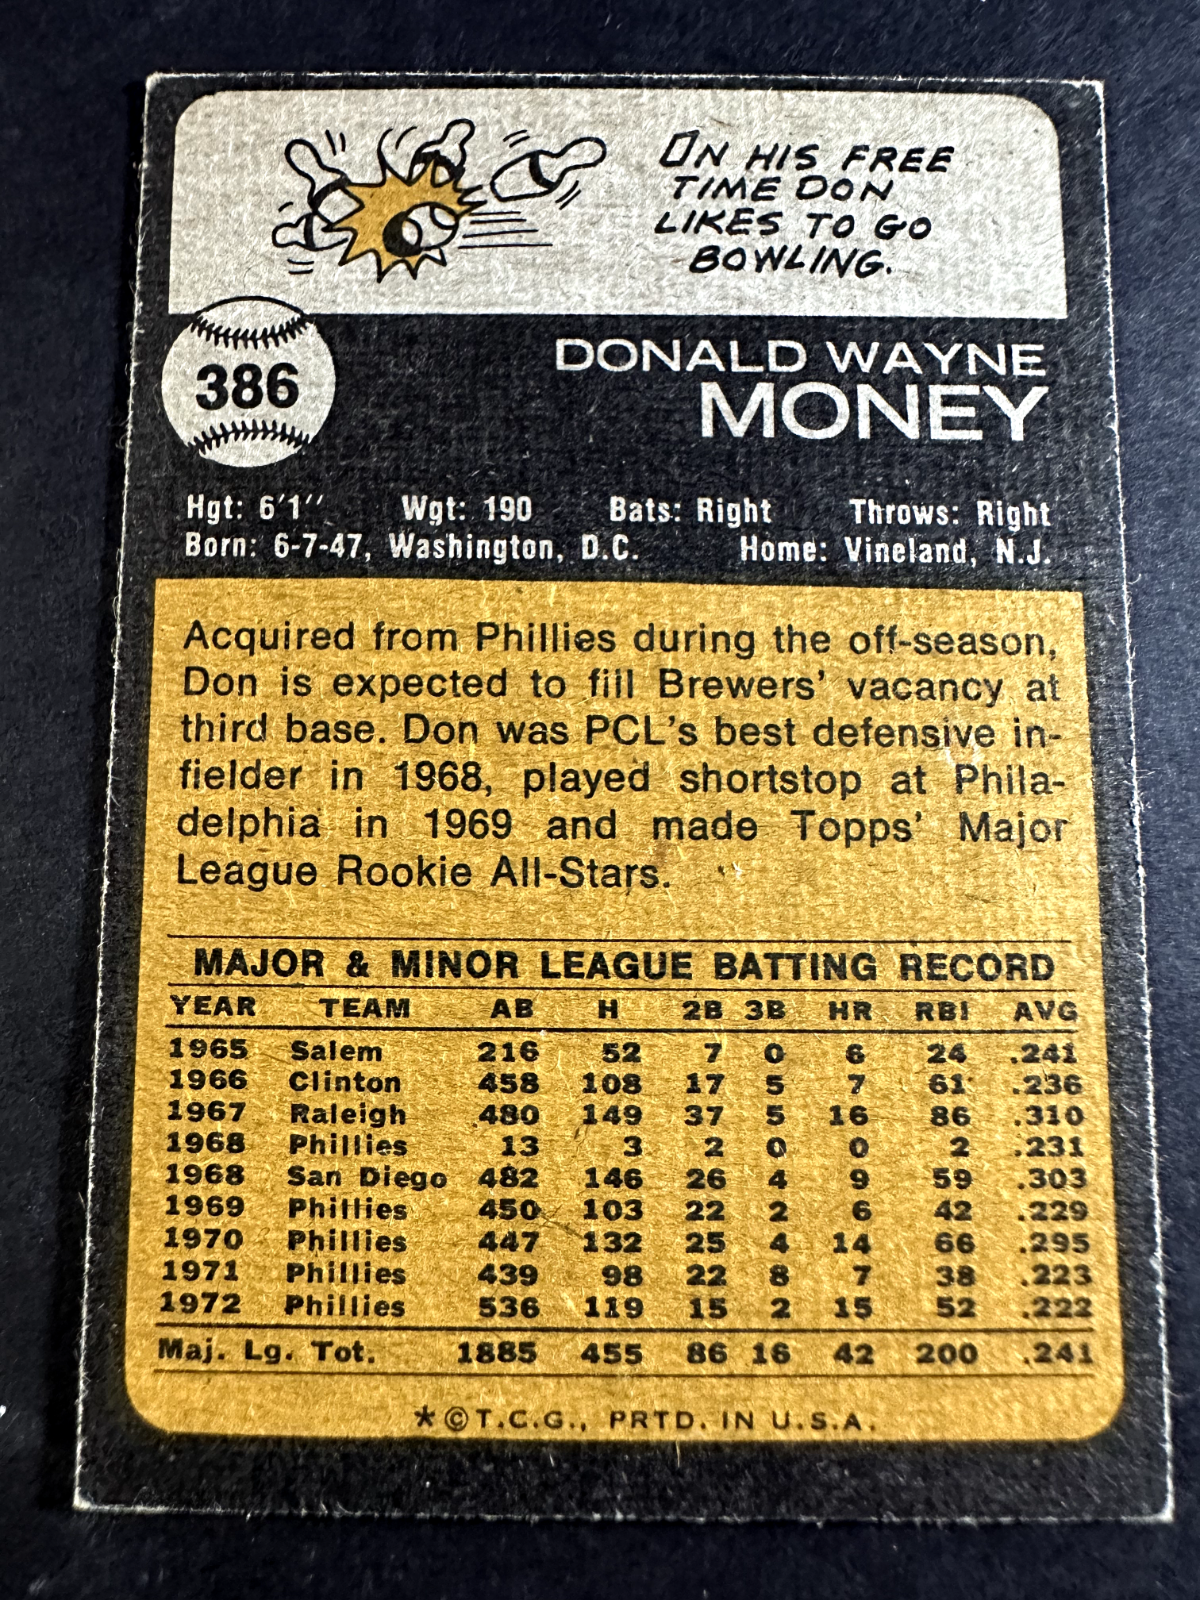 ON HIS FREE
TIME DON
LIKES TO GO
BOWLING.
386
DONALD WAYNE
MONEY
Hgt: 6'1'' Wgt: 190 Bats: Right Throws: Right
Born: 6-7-47, Washington, D.C. Home: Vineland, N.J.
Acquired from Phillies during the off-season,
Don is expected to fill Brewers' vacancy at
third base. Don was PCL's best defensive in-
fielder in 1968, played shortstop at Phila-
delphia in 1969 and made Topps' Major
League Rookie All-Stars.
MAJOR & MINOR LEAGUE BATTING RECORD
YEAR TEAM AB H 2B 3B HR RBI AVG
1965 Salem 216 52 7 0 6 24 .241
1966 Clinton 458 108 17 5 7 61 .236
1967 Raleigh 480 149 37 5 16 86 .310
1968 Phillies 13 3 2 0 0 2 .231
1968 San Diego 482 146 26 4 9 59 .303
1969 Phillies 450 103 22 2 6 42 .229
1970 Phillies 447 132 25 4 14 66 .295
1971 Phillies 439 98 22 8 7 38 .223
1972 Phillies 536 119 15 2 15 52 .222
Maj. Lg. Tot. 1885 455 86 16 42 200 .241
*©T.C.G., PRTD. IN U.S.A.